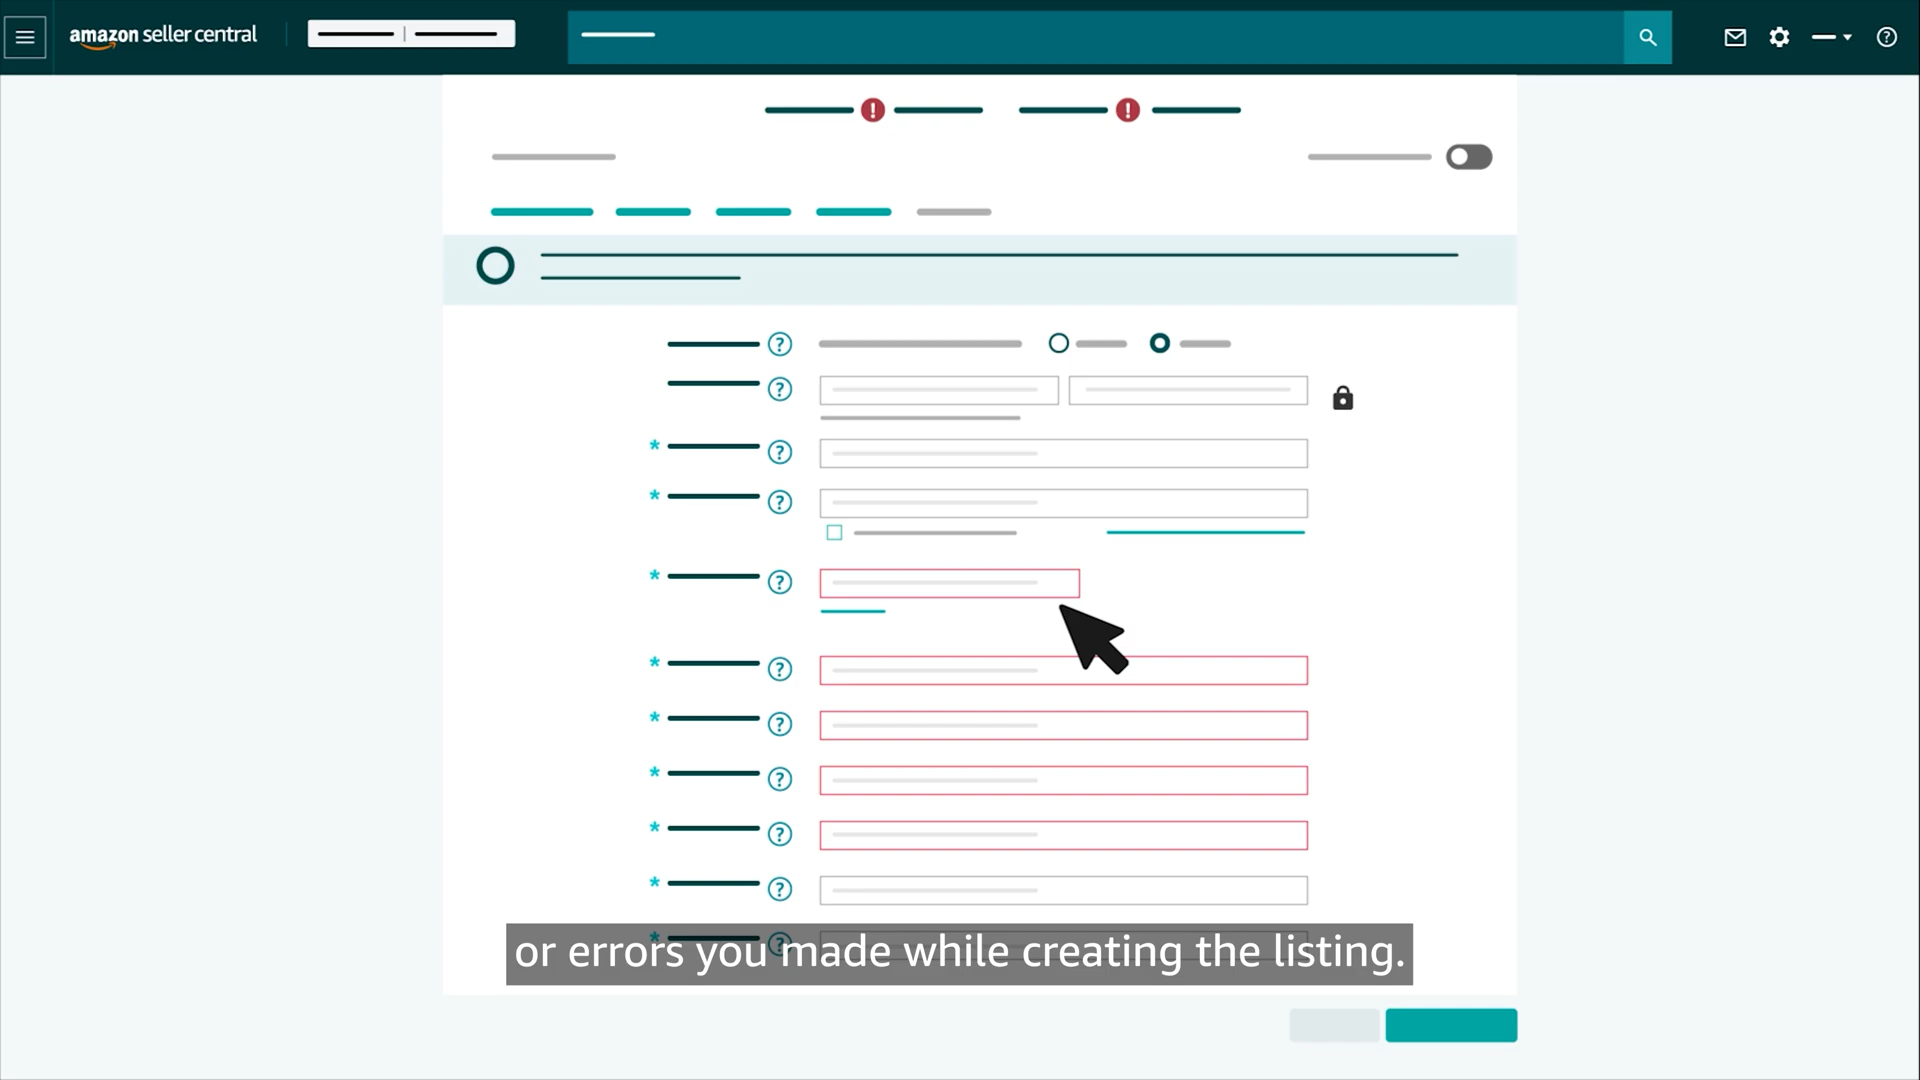 amazon seller central
or errors you made while creating the listing.